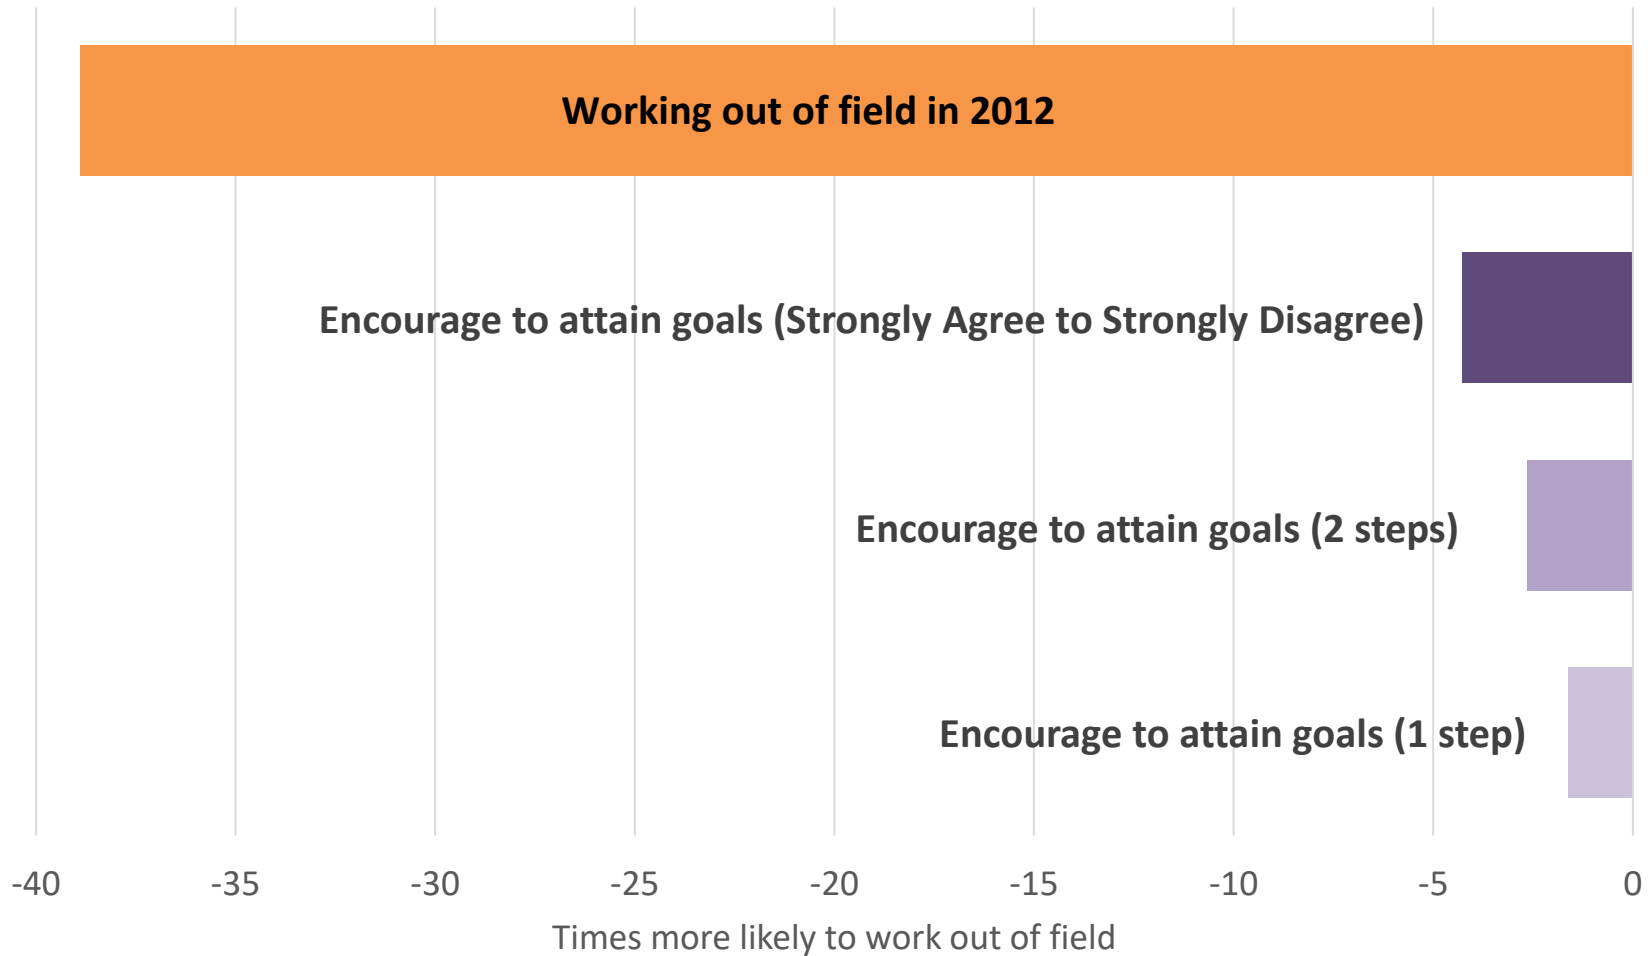 Working out of field in 2012
Encourage to attain goals (Strongly Agree to Strongly Disagree)
Encourage to attain goals (2 steps)
Encourage to attain goals (1 step)
-40 -35 -30 -25 -20 -15 -10 -5 0
Times more likely to work out of field